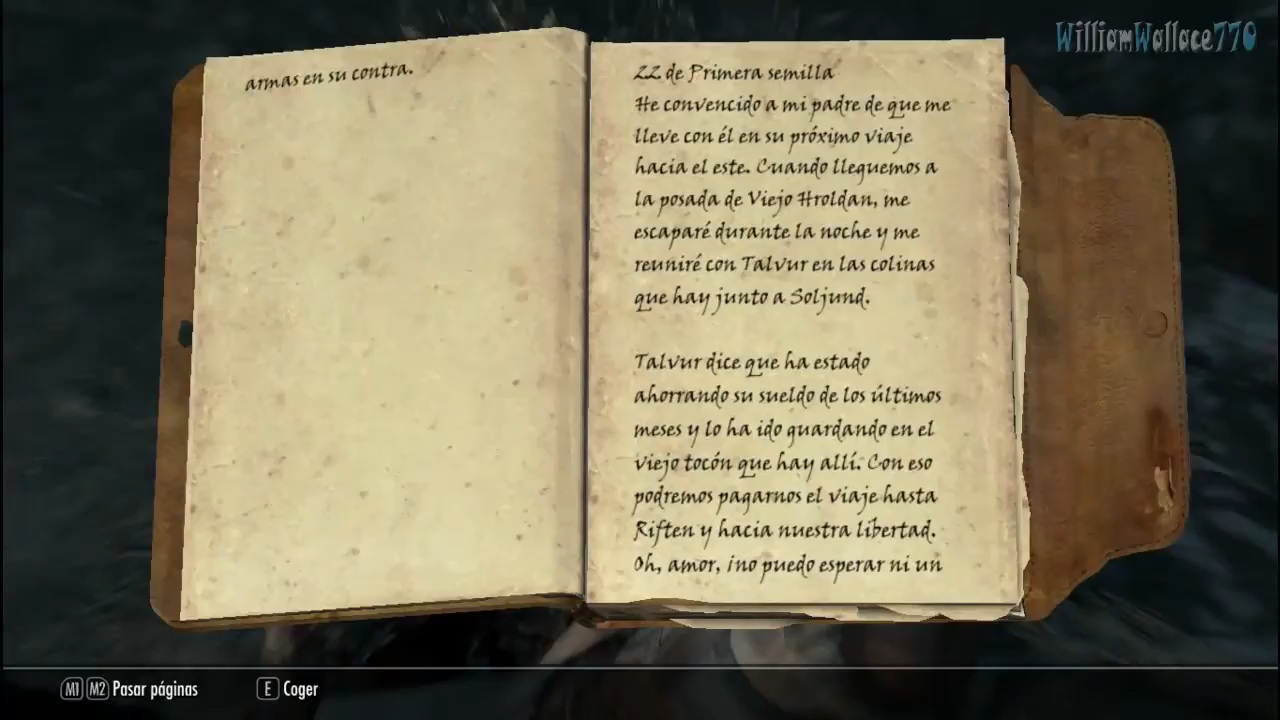 WilliamWallace770
armas en su contra.
22 de Primera semilla
He convencido a mi padre de que me
lleve con él en su próximo viaje
hacia el este. Cuando lleguemos a
la posada de Viejo Hroldan, me
escaparé durante la noche y me
reuniré con Talvur en las colinas
que hay junto a Soljund.
Talvur dice que ha estado
ahorrando su sueldo de los últimos
meses y lo ha ido guardando en el
viejo tocón que hay allí. Con eso
podremos pagarnos el viaje hasta
Riften y hacia nuestra libertad.
Oh, amor, ¡no puedo esperar ni un
M1 M2 Pasar páginas
E Coger